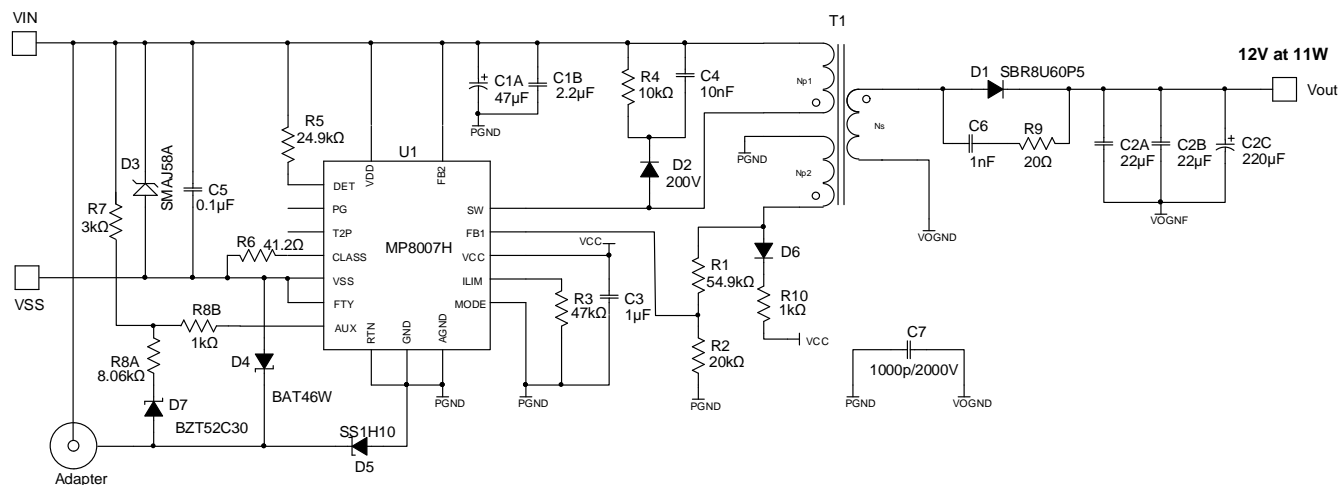 VIN
T1
12V at 11W
D1 SBR8U60P5
Vout
R4
10kΩ
C4
10nF
C1A
47µF
C1B
2.2µF
Np1
Ns
PGND
C6
1nF
R9
20Ω
C2A
22µF
C2B
22µF
C2C
220µF
R5
24.9kΩ
D3
SMAJ58A
U1
PGND
D2
200V
Np2
DET
VDD
FB2
C5
0.1µF
R7
3kΩ
PG
SW
VOGNF
T2P
FB1
VOGND
R6 41.2Ω
CLASS
MP8007H
VCC
VCC
D6
VSS
VSS
ILIM
R1
54.9kΩ
FTY
MODE
R3
47kΩ
C3
1µF
R10
1kΩ
R8B
1kΩ
AUX
RTN
GND
AGND
VCC
C7
1000p/2000V
R2
20kΩ
R8A
8.06kΩ
D4
BAT46W
PGND
PGND
PGND
PGND
VOGND
D7
BZT52C30
SS1H10
D5
Adapter